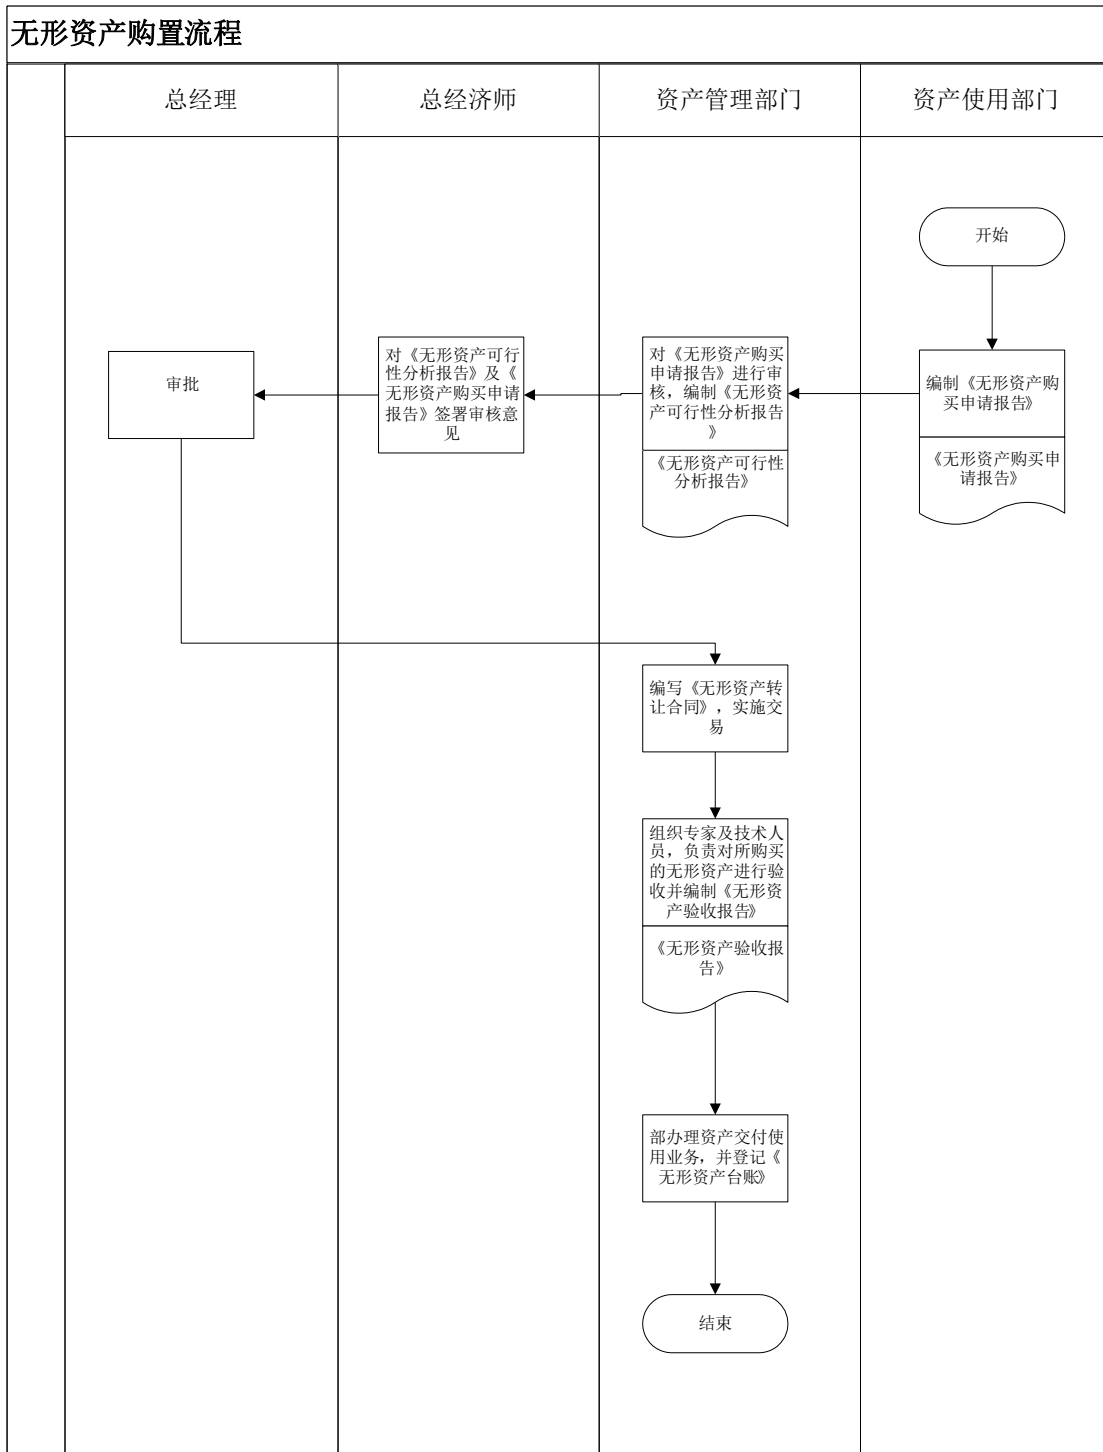 无形资产购置流程
总经理
总经济师
资产管理部门
资产使用部门
开始
编制《无形资产购
买申请报告》
《无形资产购买申
请报告》
对《无形资产购买
申请报告》进行审
核，编制《无形资
产可行性分析报告
》
《无形资产可行性
分析报告》
对《无形资产可行
性分析报告》及《
无形资产购买申请
报告》签署审核意
见
审批
编写《无形资产转
让合同》，实施交
易
组织专家及技术人
员，负责对所购买
的无形资产进行验
收并编制《无形资
产验收报告》
《无形资产验收报
告》
部办理资产交付使
用业务，并登记《
无形资产台账》
结束